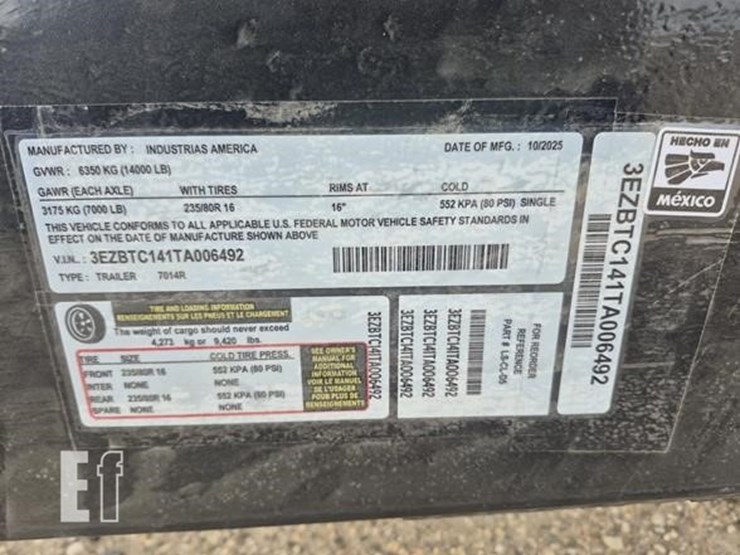 MANUFACTURED BY : INDUSTRIAS AMERICA DATE OF MFG. : 10/2025
GVWR : 6350 KG (14000 LB)
GAWR (EACH AXLE) WITH TIRES RIMS AT COLD
3175 KG (7000 LB) 235/80R 16 16" 552 KPA (80 PSI) SINGLE
THIS VEHICLE CONFORMS TO ALL APPLICABLE U.S. FEDERAL MOTOR VEHICLE SAFETY STANDARDS IN
EFFECT ON THE DATE OF MANUFACTURE SHOWN ABOVE
V.I.N. : 3EZBTC141TA006492
TYPE : TRAILER 7014R
3EZBTC141TA006492
HECHO EN
MÉXICO
TIRE AND LOADING INFORMATION
RENSEIGNEMENTS SUR LES PNEUS ET LE CHARGEMENT
The weight of cargo should never exceed
4,273 kg or 9,420 lbs.
TIRE SIZE COLD TIRE PRESS.
FRONT 235/80R 16 552 KPA (80 PSI)
INTER NONE NONE
REAR 235/80R 16 552 KPA (80 PSI)
SPARE NONE NONE
SEE OWNER'S
MANUAL FOR
ADDITIONAL
INFORMATION
VOIR LE MANUEL
DE L'USAGER
POUR PLUS DE
RENSEIGNEMENTS
3EZBTC141TA006492
3EZBTC141TA006492
3EZBTC141TA006492
3EZBTC141TA006492
FOR REORDER
REFERENCE
PART # LS-CL-05
Ef